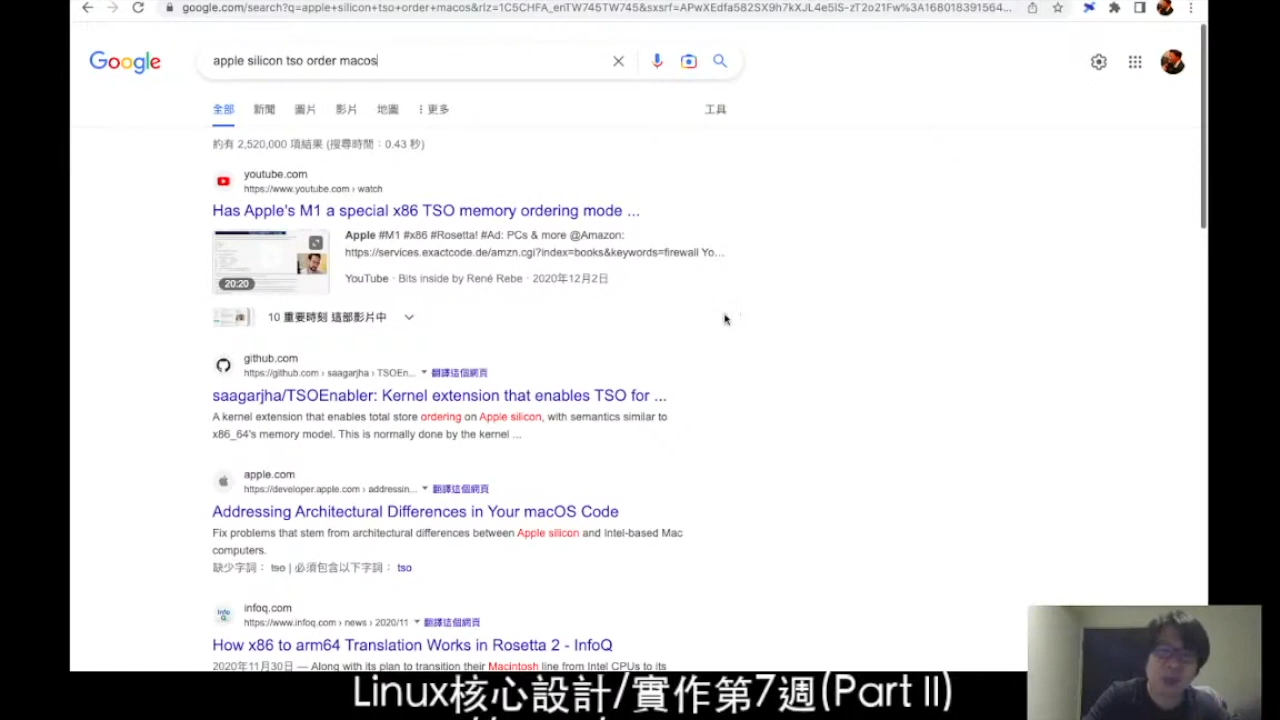 google.com/search?q=apple+silicon+tso+order+macos&rlz=1C5CHFA_enTW745TW745&sxsrf=APwXEdfa582SX9h7kXJL4e5iS-zT2o21Fw%3A168018391564...
Google
apple silicon tso order macos
全部 新聞 圖片 影片 地圖 ⋮ 更多 工具
約有 2,520,000 項結果 (搜尋時間：0.43 秒)
youtube.com
https://www.youtube.com › watch
Has Apple's M1 a special x86 TSO memory ordering mode ...
Apple #M1 #x86 #Rosetta! #Ad: PCs & more @Amazon:
https://services.exactcode.de/amzn.cgi?index=books&keywords=firewall Yo...
YouTube · Bits inside by René Rebe · 2020年12月2日
20:20
10 重要時刻 這部影片中
github.com
https://github.com › saagarjha › TSOEn... 翻譯這個網頁
saagarjha/TSOEnabler: Kernel extension that enables TSO for ...
A kernel extension that enables total store ordering on Apple silicon, with semantics similar to
x86_64's memory model. This is normally done by the kernel ...
apple.com
https://developer.apple.com › addressin... 翻譯這個網頁
Addressing Architectural Differences in Your macOS Code
Fix problems that stem from architectural differences between Apple silicon and Intel-based Mac
computers.
缺少字詞： tso | 必須包含以下字詞： tso
Info Q
infoq.com
https://www.infoq.com › news › 2020/11 翻譯這個網頁
How x86 to arm64 Translation Works in Rosetta 2 - InfoQ
2020年11月30日 — Along with its plan to transition their Macintosh line from Intel CPUs to its
Linux核心設計/實作第7週(Part II)